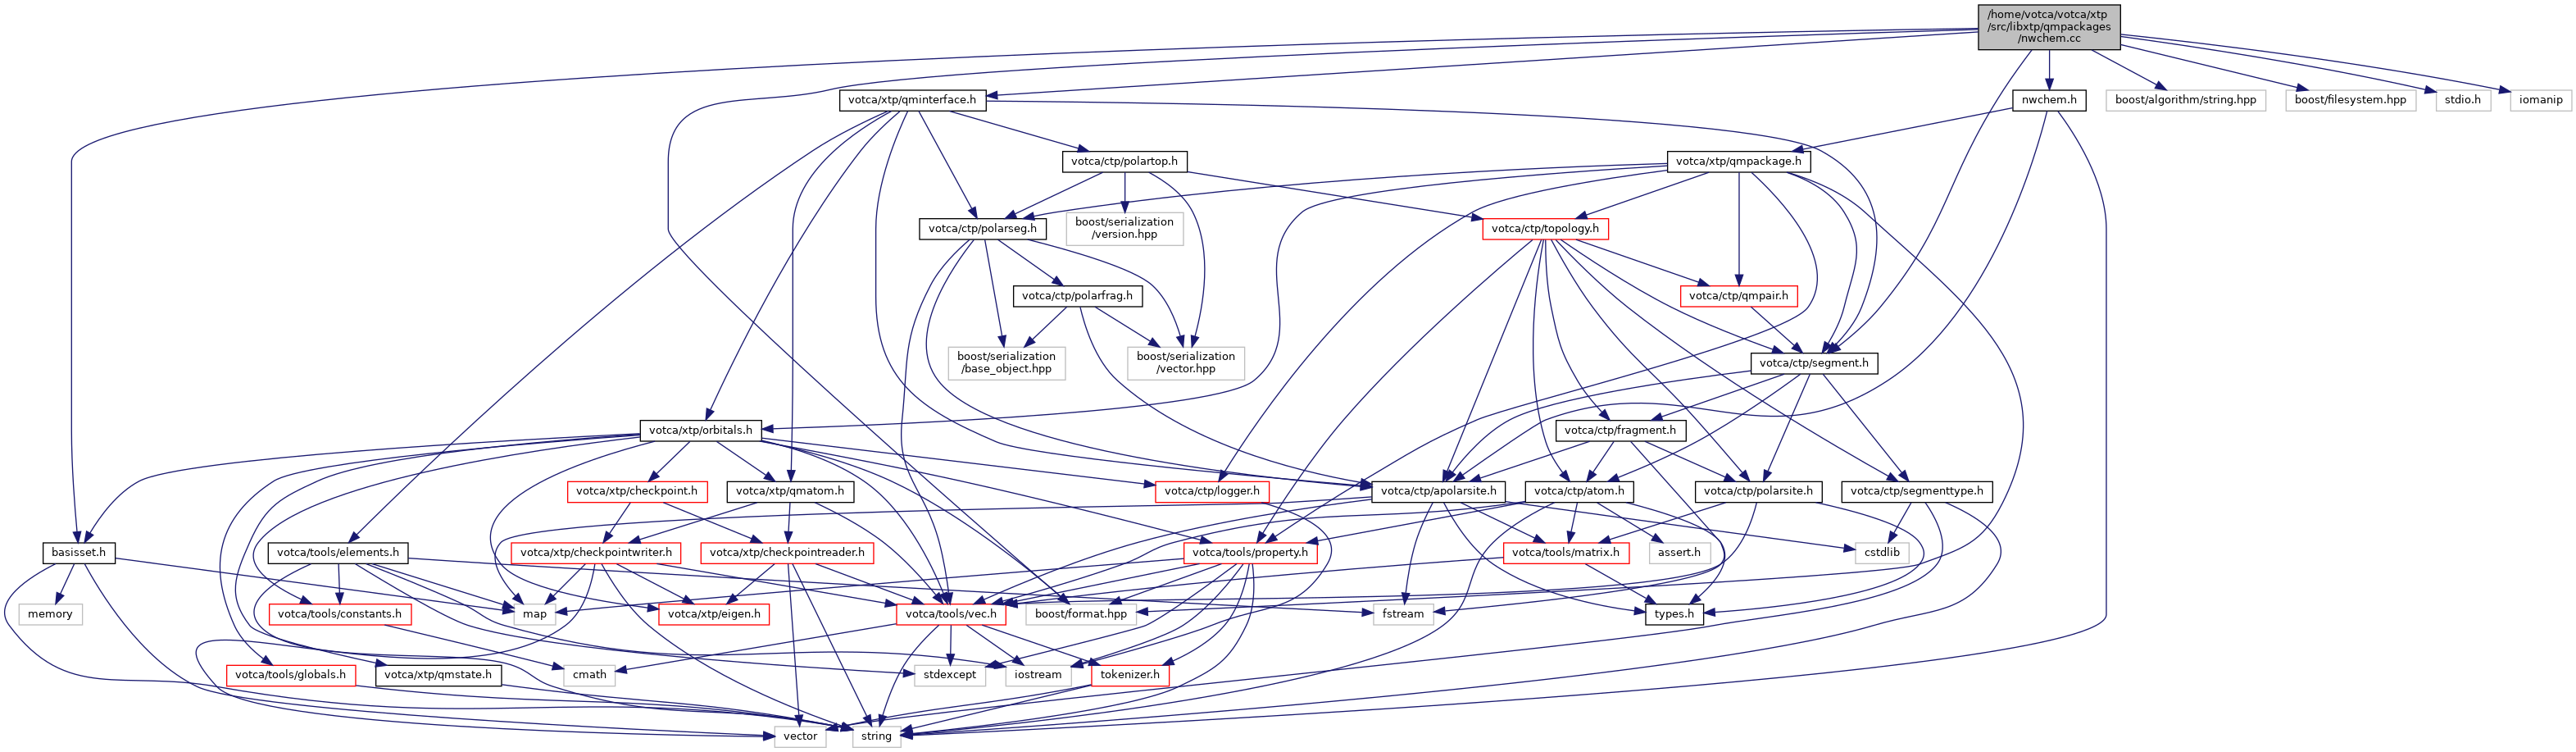 /home/votca/votca/xtp
/src/libxtp/qmpackages
/nwchem.cc
votca/xtp/qminterface.h
nwchem.h
boost/algorithm/string.hpp
boost/filesystem.hpp
stdio.h
iomanip
votca/ctp/polartop.h
votca/xtp/qmpackage.h
votca/ctp/polarseg.h
boost/serialization
/version.hpp
votca/ctp/topology.h
votca/ctp/polarfrag.h
votca/ctp/qmpair.h
boost/serialization
/base_object.hpp
boost/serialization
/vector.hpp
votca/ctp/segment.h
votca/xtp/orbitals.h
votca/ctp/fragment.h
votca/xtp/checkpoint.h
votca/xtp/qmatom.h
votca/ctp/logger.h
votca/ctp/apolarsite.h
votca/ctp/atom.h
votca/ctp/polarsite.h
votca/ctp/segmenttype.h
basisset.h
votca/tools/elements.h
votca/xtp/checkpointwriter.h
votca/xtp/checkpointreader.h
votca/tools/property.h
votca/tools/matrix.h
assert.h
cstdlib
memory
votca/tools/constants.h
map
votca/xtp/eigen.h
votca/tools/vec.h
boost/format.hpp
fstream
types.h
votca/tools/globals.h
votca/xtp/qmstate.h
cmath
stdexcept
iostream
tokenizer.h
vector
string